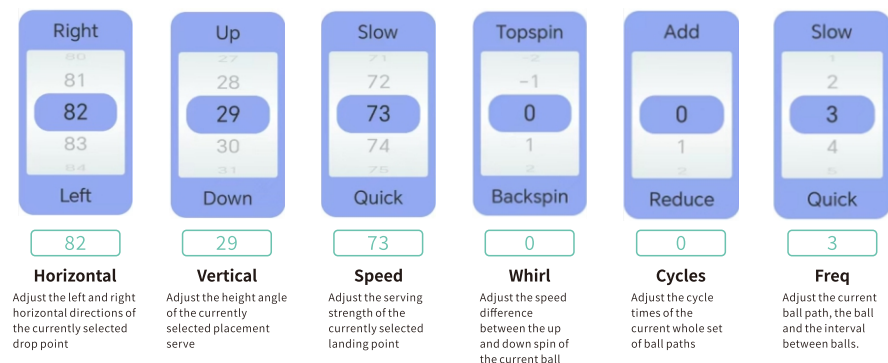 Right
80
81
82
83
84
Left
82
Horizontal
Adjust the left and right
horizontal directions of
the currently selected
drop point
Up
27
28
29
30
31
Down
29
Vertical
Adjust the height angle
of the currently
selected placement
serve
Slow
71
72
73
74
75
Quick
73
Speed
Adjust the serving
strength of the
currently selected
landing point
Topspin
-2
-1
0
1
2
Backspin
0
Whirl
Adjust the speed
difference
between the up
and down spin of
the current ball
Add
0
1
2
Reduce
0
Cycles
Adjust the cycle
times of the
current whole set
of ball paths
Slow
1
2
3
4
5
Quick
3
Freq
Adjust the current
ball path, the ball
and the interval
between balls.